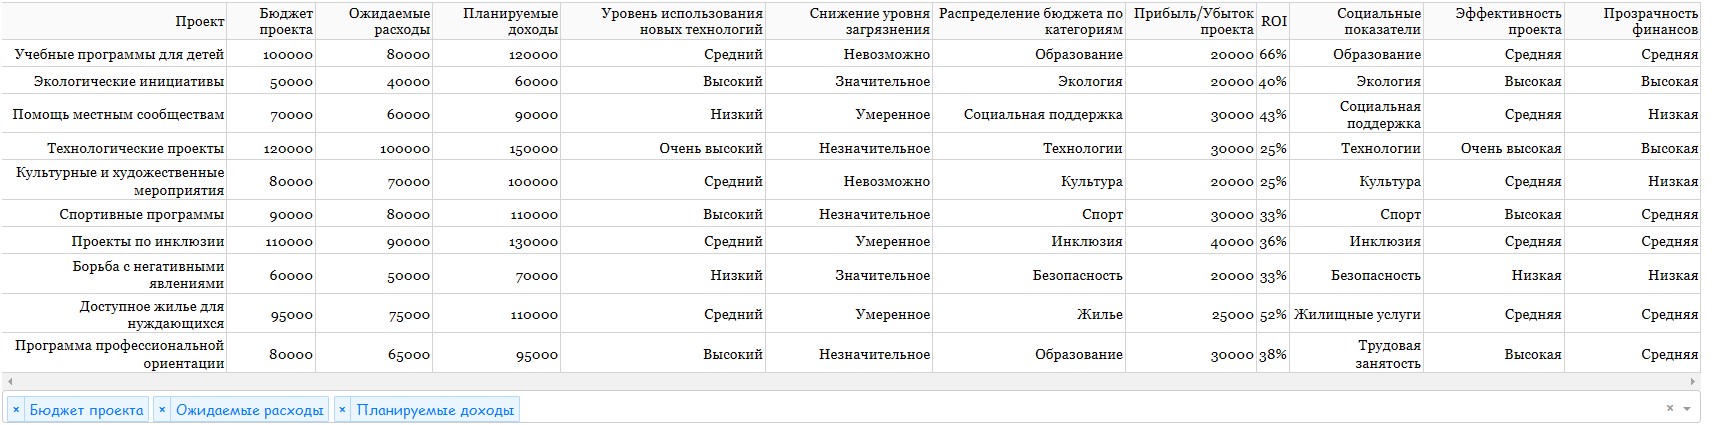 Проект Бюджет проекта Ожидаемые расходы Планируемые доходы Уровень использования новых технологий Снижение уровня загрязнения Распределение бюджета по категориям Прибыль/Убыток проекта ROI Социальные показатели Эффективность проекта Прозрачность финансов
Учебные программы для детей 100000 80000 120000 Средний Невозможно Образование 20000 66% Образование Средняя Средняя
Экологические инициативы 50000 40000 60000 Высокий Значительное Экология 20000 40% Экология Высокая Высокая
Помощь местным сообществам 70000 60000 90000 Низкий Умеренное Социальная поддержка 30000 43% Социальная поддержка Средняя Низкая
Технологические проекты 120000 100000 150000 Очень высокий Незначительное Технологии 30000 25% Технологии Очень высокая Высокая
Культурные и художественные мероприятия 80000 70000 100000 Средний Невозможно Культура 20000 25% Культура Средняя Низкая
Спортивные программы 90000 80000 110000 Высокий Незначительное Спорт 30000 33% Спорт Высокая Средняя
Проекты по инклюзии 110000 90000 130000 Средний Умеренное Инклюзия 40000 36% Инклюзия Средняя Средняя
Борьба с негативными явлениями 60000 50000 70000 Низкий Значительное Безопасность 20000 33% Безопасность Низкая Низкая
Доступное жилье для нуждающихся 95000 75000 110000 Средний Умеренное Жилье 25000 52% Жилищные услуги Средняя Средняя
Программа профессиональной ориентации 80000 65000 95000 Высокий Незначительное Образование 30000 38% Трудовая занятость Высокая Средняя
× Бюджет проекта × Ожидаемые расходы × Планируемые доходы ×